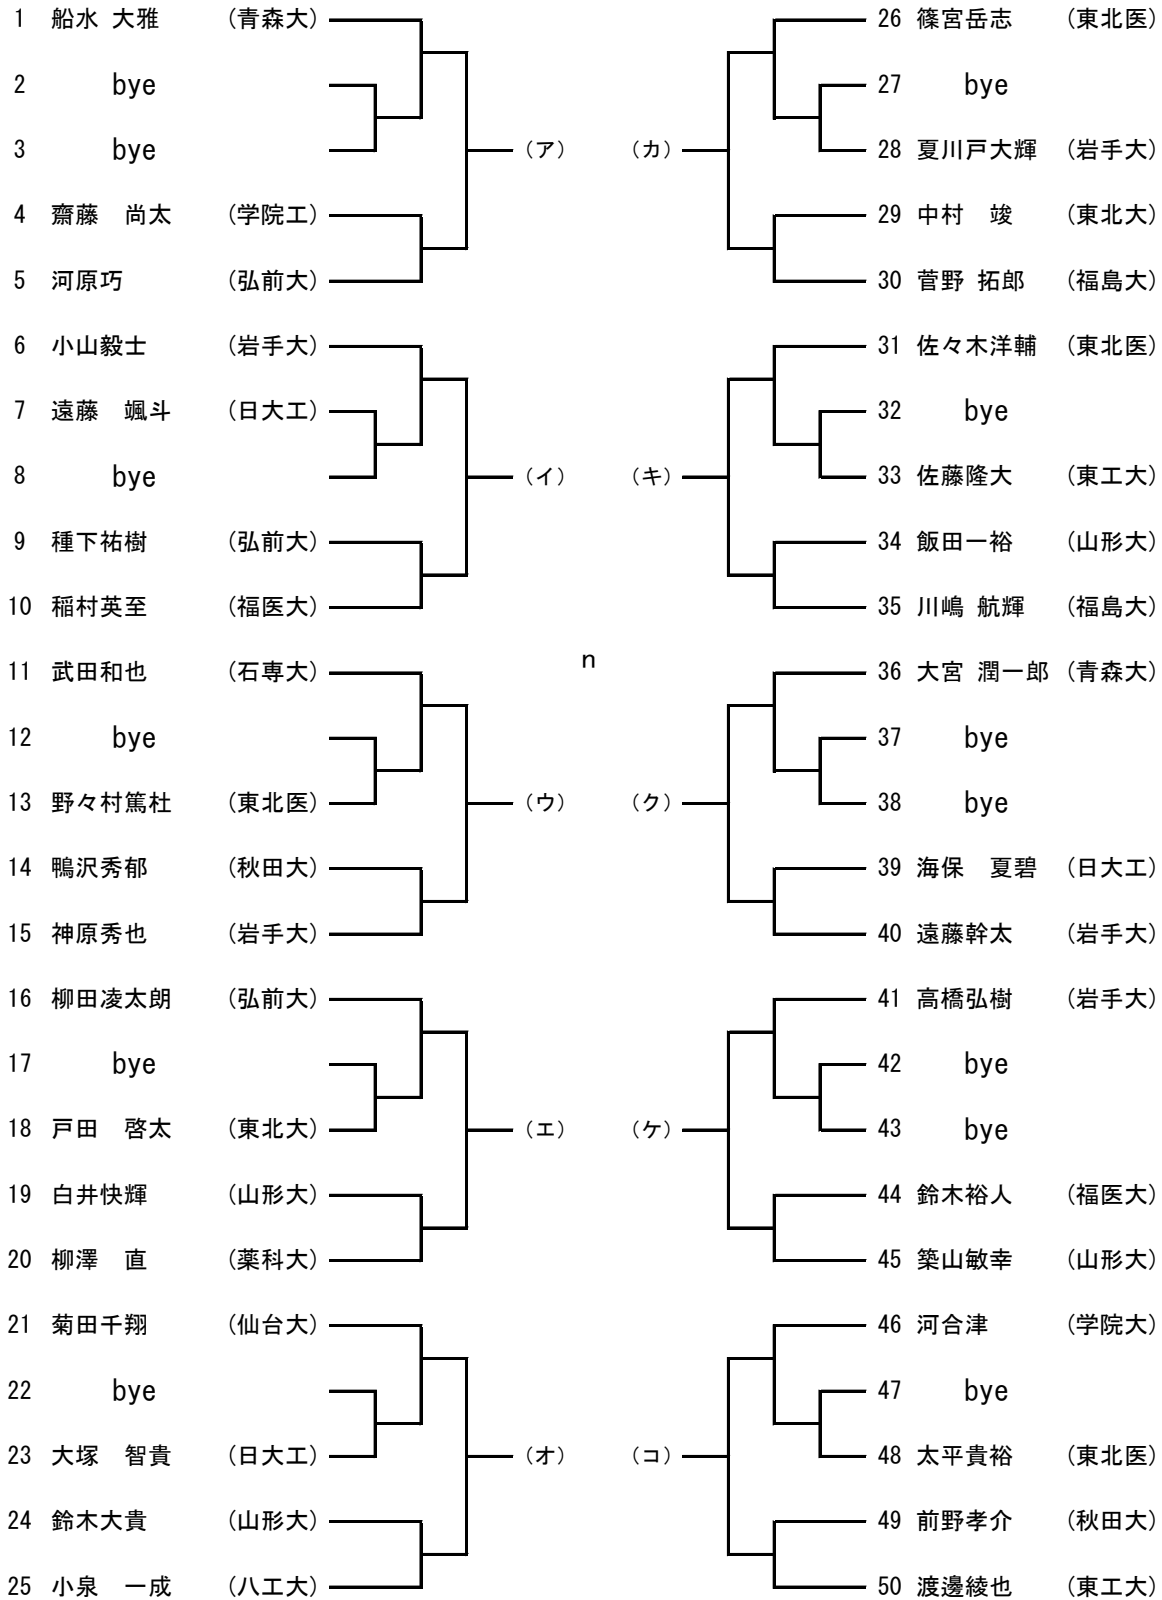 1 船水 大雅 (青森大)
2 bye
3 bye
(ア)
4 齋藤 尚太 (学院工)
5 河原巧 (弘前大)
6 小山毅士 (岩手大)
7 遠藤 颯斗 (日大工)
8 bye
(イ)
9 種下祐樹 (弘前大)
10 稲村英至 (福医大)
11 武田和也 (石専大)
12 bye
13 野々村篤杜 (東北医)
(ウ)
14 鴨沢秀郁 (秋田大)
15 神原秀也 (岩手大)
16 柳田凌太朗 (弘前大)
17 bye
18 戸田 啓太 (東北大)
(エ)
19 白井快輝 (山形大)
20 柳澤 直 (薬科大)
21 菊田千翔 (仙台大)
22 bye
23 大塚 智貴 (日大工)
(オ)
24 鈴木大貴 (山形大)
25 小泉 一成 (八工大)
n
26 篠宮岳志 (東北医)
27 bye
(カ)
28 夏川戸大輝 (岩手大)
29 中村 竣 (東北大)
30 菅野 拓郎 (福島大)
31 佐々木洋輔 (東北医)
32 bye
(キ)
33 佐藤隆大 (東工大)
34 飯田一裕 (山形大)
35 川嶋 航輝 (福島大)
36 大宮 潤一郎 (青森大)
37 bye
(ク)
38 bye
39 海保 夏碧 (日大工)
40 遠藤幹太 (岩手大)
41 高橋弘樹 (岩手大)
42 bye
(ケ)
43 bye
44 鈴木裕人 (福医大)
45 築山敏幸 (山形大)
46 河合津 (学院大)
47 bye
(コ)
48 太平貴裕 (東北医)
49 前野孝介 (秋田大)
50 渡邊綾也 (東工大)